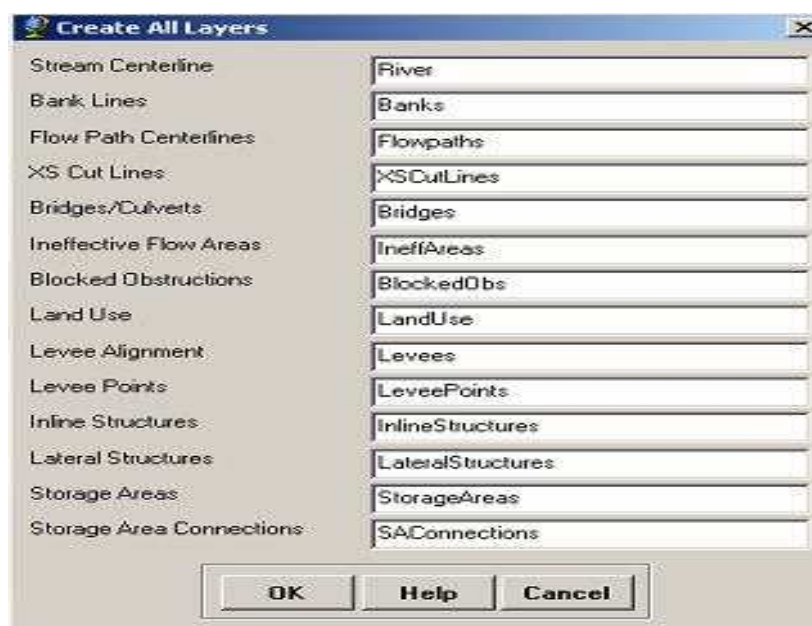 Create All Layers
Stream Centerline River
Bank Lines Banks
Flow Path Centerlines Flowpaths
XS Cut Lines XSCutLines
Bridges/Culverts Bridges
Ineffective Flow Areas IneffAreas
Blocked Obstructions BlockedObs
Land Use LandUse
Levee Alignment Levees
Levee Points LeveePoints
Inline Structures InlineStructures
Lateral Structures LateralStructures
Storage Areas StorageAreas
Storage Area Connections SAConnections
OK Help Cancel